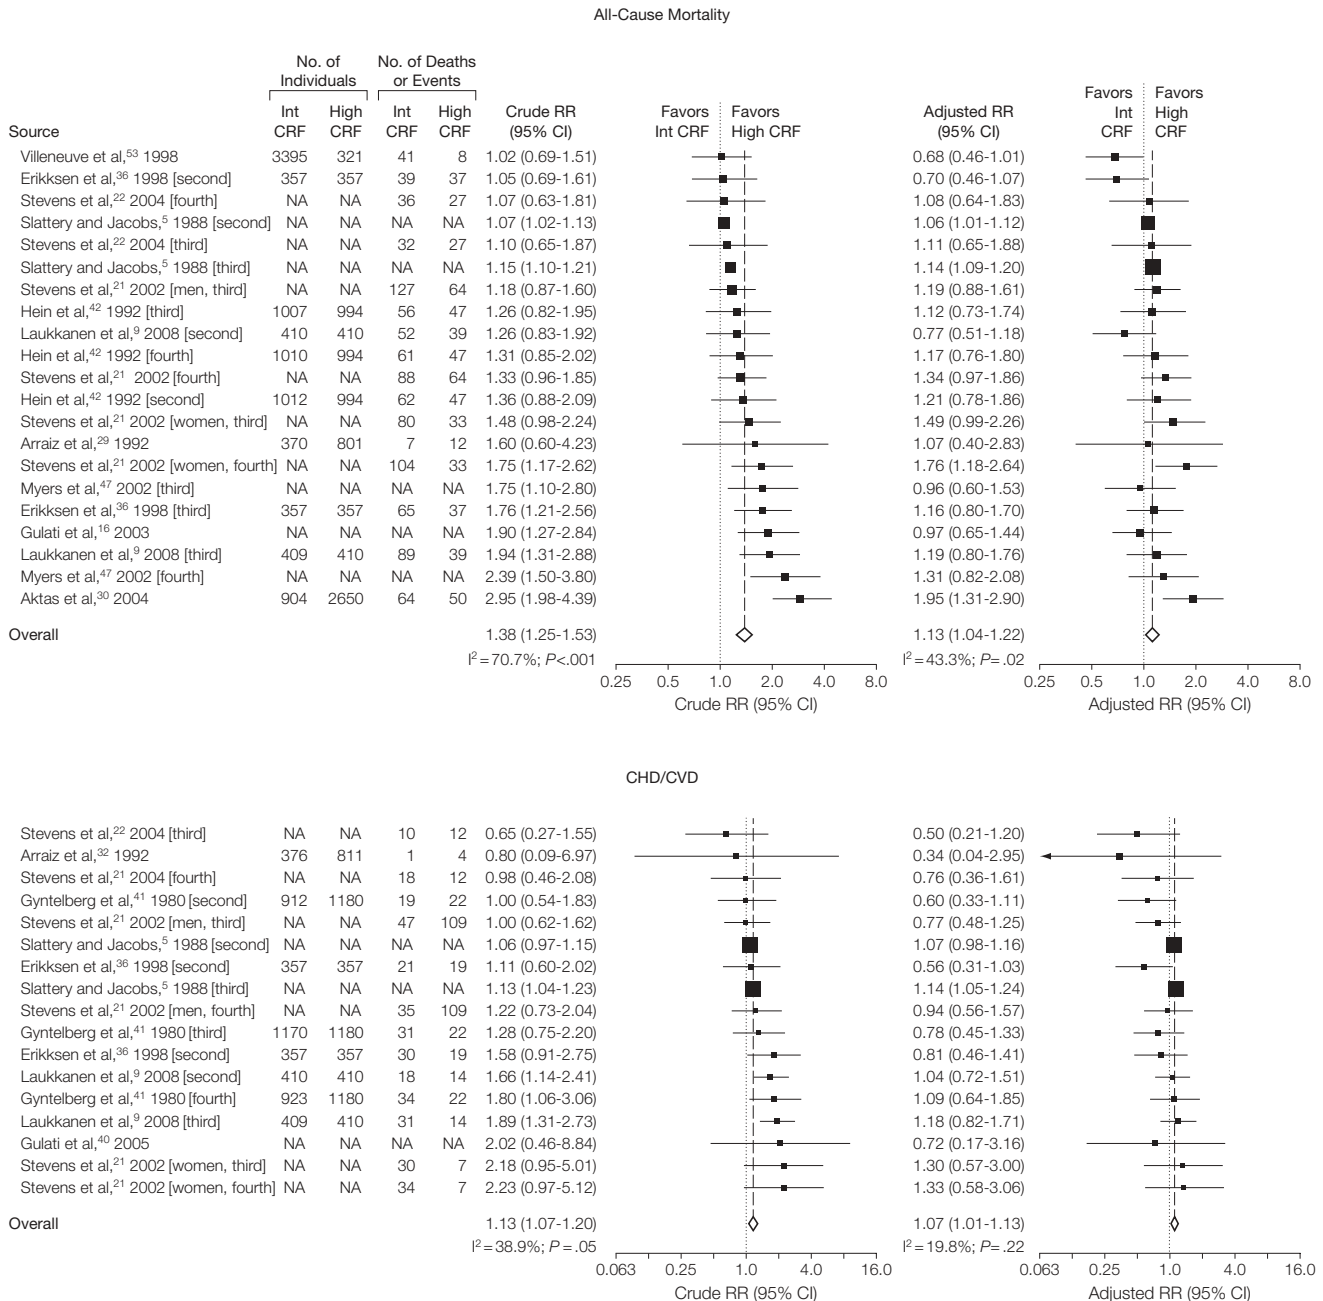 All-Cause Mortality
No. of Individuals No. of Deaths or Events
Source Int CRF High CRF Int CRF High CRF Crude RR (95% CI) Favors Int CRF Favors High CRF Adjusted RR (95% CI) Favors Int CRF Favors High CRF
Villeneuve et al,53 1998 3395 321 41 8 1.02 (0.69-1.51) 0.68 (0.46-1.01)
Erikksen et al,36 1998 [second] 357 357 39 37 1.05 (0.69-1.61) 0.70 (0.46-1.07)
Stevens et al,22 2004 [fourth] NA NA 36 27 1.07 (0.63-1.81) 1.08 (0.64-1.83)
Slattery and Jacobs,5 1988 [second] NA NA NA NA 1.07 (1.02-1.13) 1.06 (1.01-1.12)
Stevens et al,22 2004 [third] NA NA 32 27 1.10 (0.65-1.87) 1.11 (0.65-1.88)
Slattery and Jacobs,5 1988 [third] NA NA NA NA 1.15 (1.10-1.21) 1.14 (1.09-1.20)
Stevens et al,21 2002 [men, third] NA NA 127 64 1.18 (0.87-1.60) 1.19 (0.88-1.61)
Hein et al,42 1992 [third] 1007 994 56 47 1.26 (0.82-1.95) 1.12 (0.73-1.74)
Laukkanen et al,9 2008 [second] 410 410 52 39 1.26 (0.83-1.92) 0.77 (0.51-1.18)
Hein et al,42 1992 [fourth] 1010 994 61 47 1.31 (0.85-2.02) 1.17 (0.76-1.80)
Stevens et al,21 2002 [fourth] NA NA 88 64 1.33 (0.96-1.85) 1.34 (0.97-1.86)
Hein et al,42 1992 [second] 1012 994 62 47 1.36 (0.88-2.09) 1.21 (0.78-1.86)
Stevens et al,21 2002 [women, third] NA NA 80 33 1.48 (0.98-2.24) 1.49 (0.99-2.26)
Arraiz et al,29 1992 370 801 7 12 1.60 (0.60-4.23) 1.07 (0.40-2.83)
Stevens et al,21 2002 [women, fourth] NA NA 104 33 1.75 (1.17-2.62) 1.76 (1.18-2.64)
Myers et al,47 2002 [third] NA NA NA NA 1.75 (1.10-2.80) 0.96 (0.60-1.53)
Erikksen et al,36 1998 [third] 357 357 65 37 1.76 (1.21-2.56) 1.16 (0.80-1.70)
Gulati et al,16 2003 NA NA NA NA 1.90 (1.27-2.84) 0.97 (0.65-1.44)
Laukkanen et al,9 2008 [third] 409 410 89 39 1.94 (1.31-2.88) 1.19 (0.80-1.76)
Myers et al,47 2002 [fourth] NA NA NA NA 2.39 (1.50-3.80) 1.31 (0.82-2.08)
Aktas et al,30 2004 904 2650 64 50 2.95 (1.98-4.39) 1.95 (1.31-2.90)
Overall 1.38 (1.25-1.53) 1.13 (1.04-1.22)
I2=70.7%; P<.001 I2=43.3%; P=.02
0.25 0.5 1.0 2.0 4.0 8.0 0.25 0.5 1.0 2.0 4.0 8.0
Crude RR (95% CI) Adjusted RR (95% CI)
CHD/CVD
Stevens et al,22 2004 [third] NA NA 10 12 0.65 (0.27-1.55) 0.50 (0.21-1.20)
Arraiz et al,32 1992 376 811 1 4 0.80 (0.09-6.97) 0.34 (0.04-2.95)
Stevens et al,21 2004 [fourth] NA NA 18 12 0.98 (0.46-2.08) 0.76 (0.36-1.61)
Gyntelberg et al,41 1980 [second] 912 1180 19 22 1.00 (0.54-1.83) 0.60 (0.33-1.11)
Stevens et al,21 2002 [men, third] NA NA 47 109 1.00 (0.62-1.62) 0.77 (0.48-1.25)
Slattery and Jacobs,5 1988 [second] NA NA NA NA 1.06 (0.97-1.15) 1.07 (0.98-1.16)
Erikksen et al,36 1998 [second] 357 357 21 19 1.11 (0.60-2.02) 0.56 (0.31-1.03)
Slattery and Jacobs,5 1988 [third] NA NA NA NA 1.13 (1.04-1.23) 1.14 (1.05-1.24)
Stevens et al,21 2002 [men, fourth] NA NA 35 109 1.22 (0.73-2.04) 0.94 (0.56-1.57)
Gyntelberg et al,41 1980 [third] 1170 1180 31 22 1.28 (0.75-2.20) 0.78 (0.45-1.33)
Erikksen et al,36 1998 [second] 357 357 30 19 1.58 (0.91-2.75) 0.81 (0.46-1.41)
Laukkanen et al,9 2008 [second] 410 410 18 14 1.66 (1.14-2.41) 1.04 (0.72-1.51)
Gyntelberg et al,41 1980 [fourth] 923 1180 34 22 1.80 (1.06-3.06) 1.09 (0.64-1.85)
Laukkanen et al,9 2008 [third] 409 410 31 14 1.89 (1.31-2.73) 1.18 (0.82-1.71)
Gulati et al,40 2005 NA NA NA NA 2.02 (0.46-8.84) 0.72 (0.17-3.16)
Stevens et al,21 2002 [women, third] NA NA 30 7 2.18 (0.95-5.01) 1.30 (0.57-3.00)
Stevens et al,21 2002 [women, fourth] NA NA 34 7 2.23 (0.97-5.12) 1.33 (0.58-3.06)
Overall 1.13 (1.07-1.20) 1.07 (1.01-1.13)
I2=38.9%; P=.05 I2=19.8%; P=.22
0.063 0.25 1.0 4.0 16.0 0.063 0.25 1.0 4.0 16.0
Crude RR (95% CI) Adjusted RR (95% CI)